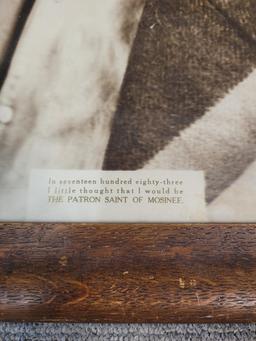 In seventeen hundred eighty-three
I little thought that I would be
THE PATRON SAINT OF MOSINEE.